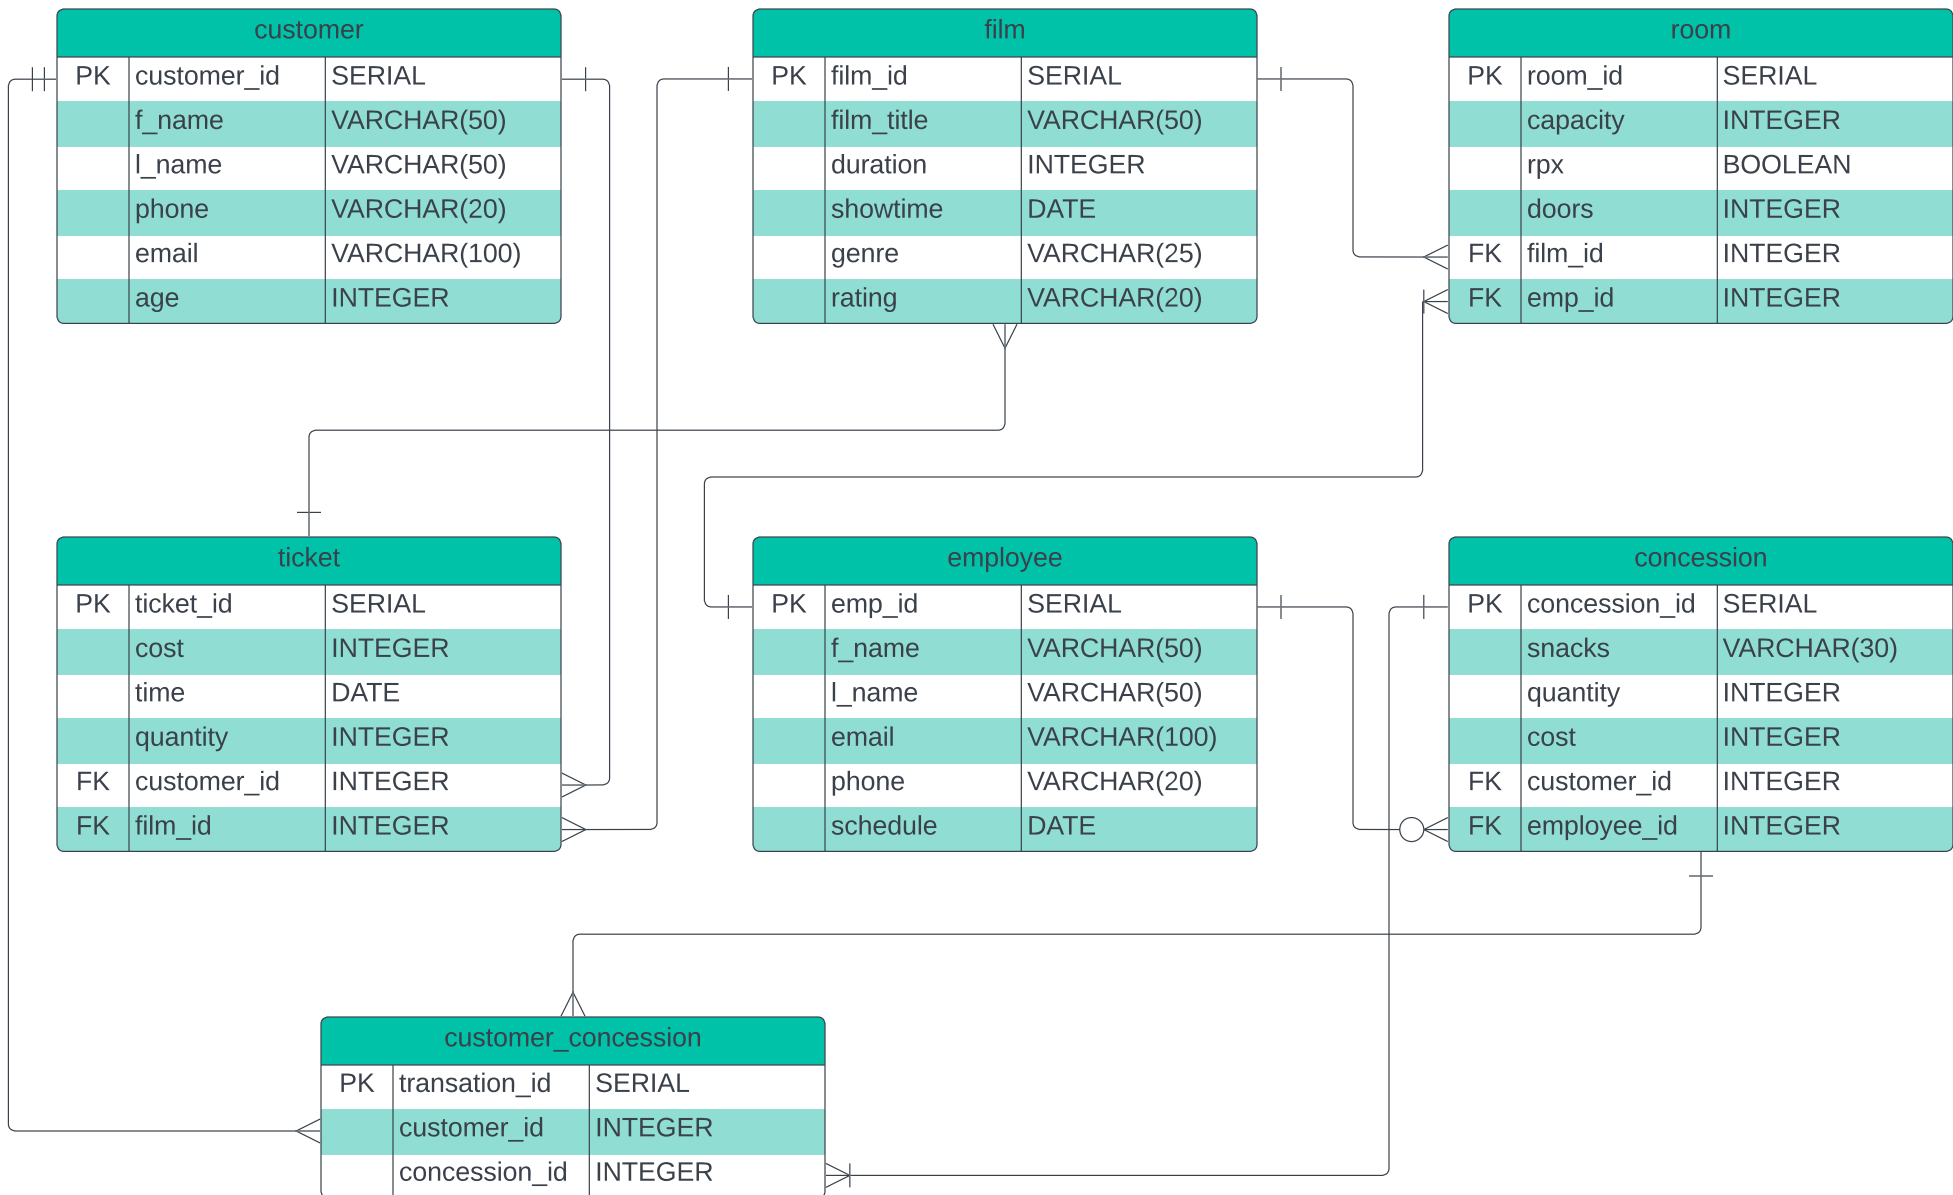 customer
PK customer_id SERIAL
f_name VARCHAR(50)
l_name VARCHAR(50)
phone VARCHAR(20)
email VARCHAR(100)
age INTEGER
film
PK film_id SERIAL
film_title VARCHAR(50)
duration INTEGER
showtime DATE
genre VARCHAR(25)
rating VARCHAR(20)
room
PK room_id SERIAL
capacity INTEGER
rpx BOOLEAN
doors INTEGER
FK film_id INTEGER
FK emp_id INTEGER
ticket
PK ticket_id SERIAL
cost INTEGER
time DATE
quantity INTEGER
FK customer_id INTEGER
FK film_id INTEGER
employee
PK emp_id SERIAL
f_name VARCHAR(50)
l_name VARCHAR(50)
email VARCHAR(100)
phone VARCHAR(20)
schedule DATE
concession
PK concession_id SERIAL
snacks VARCHAR(30)
quantity INTEGER
cost INTEGER
FK customer_id INTEGER
FK employee_id INTEGER
customer_concession
PK transation_id SERIAL
customer_id INTEGER
concession_id INTEGER